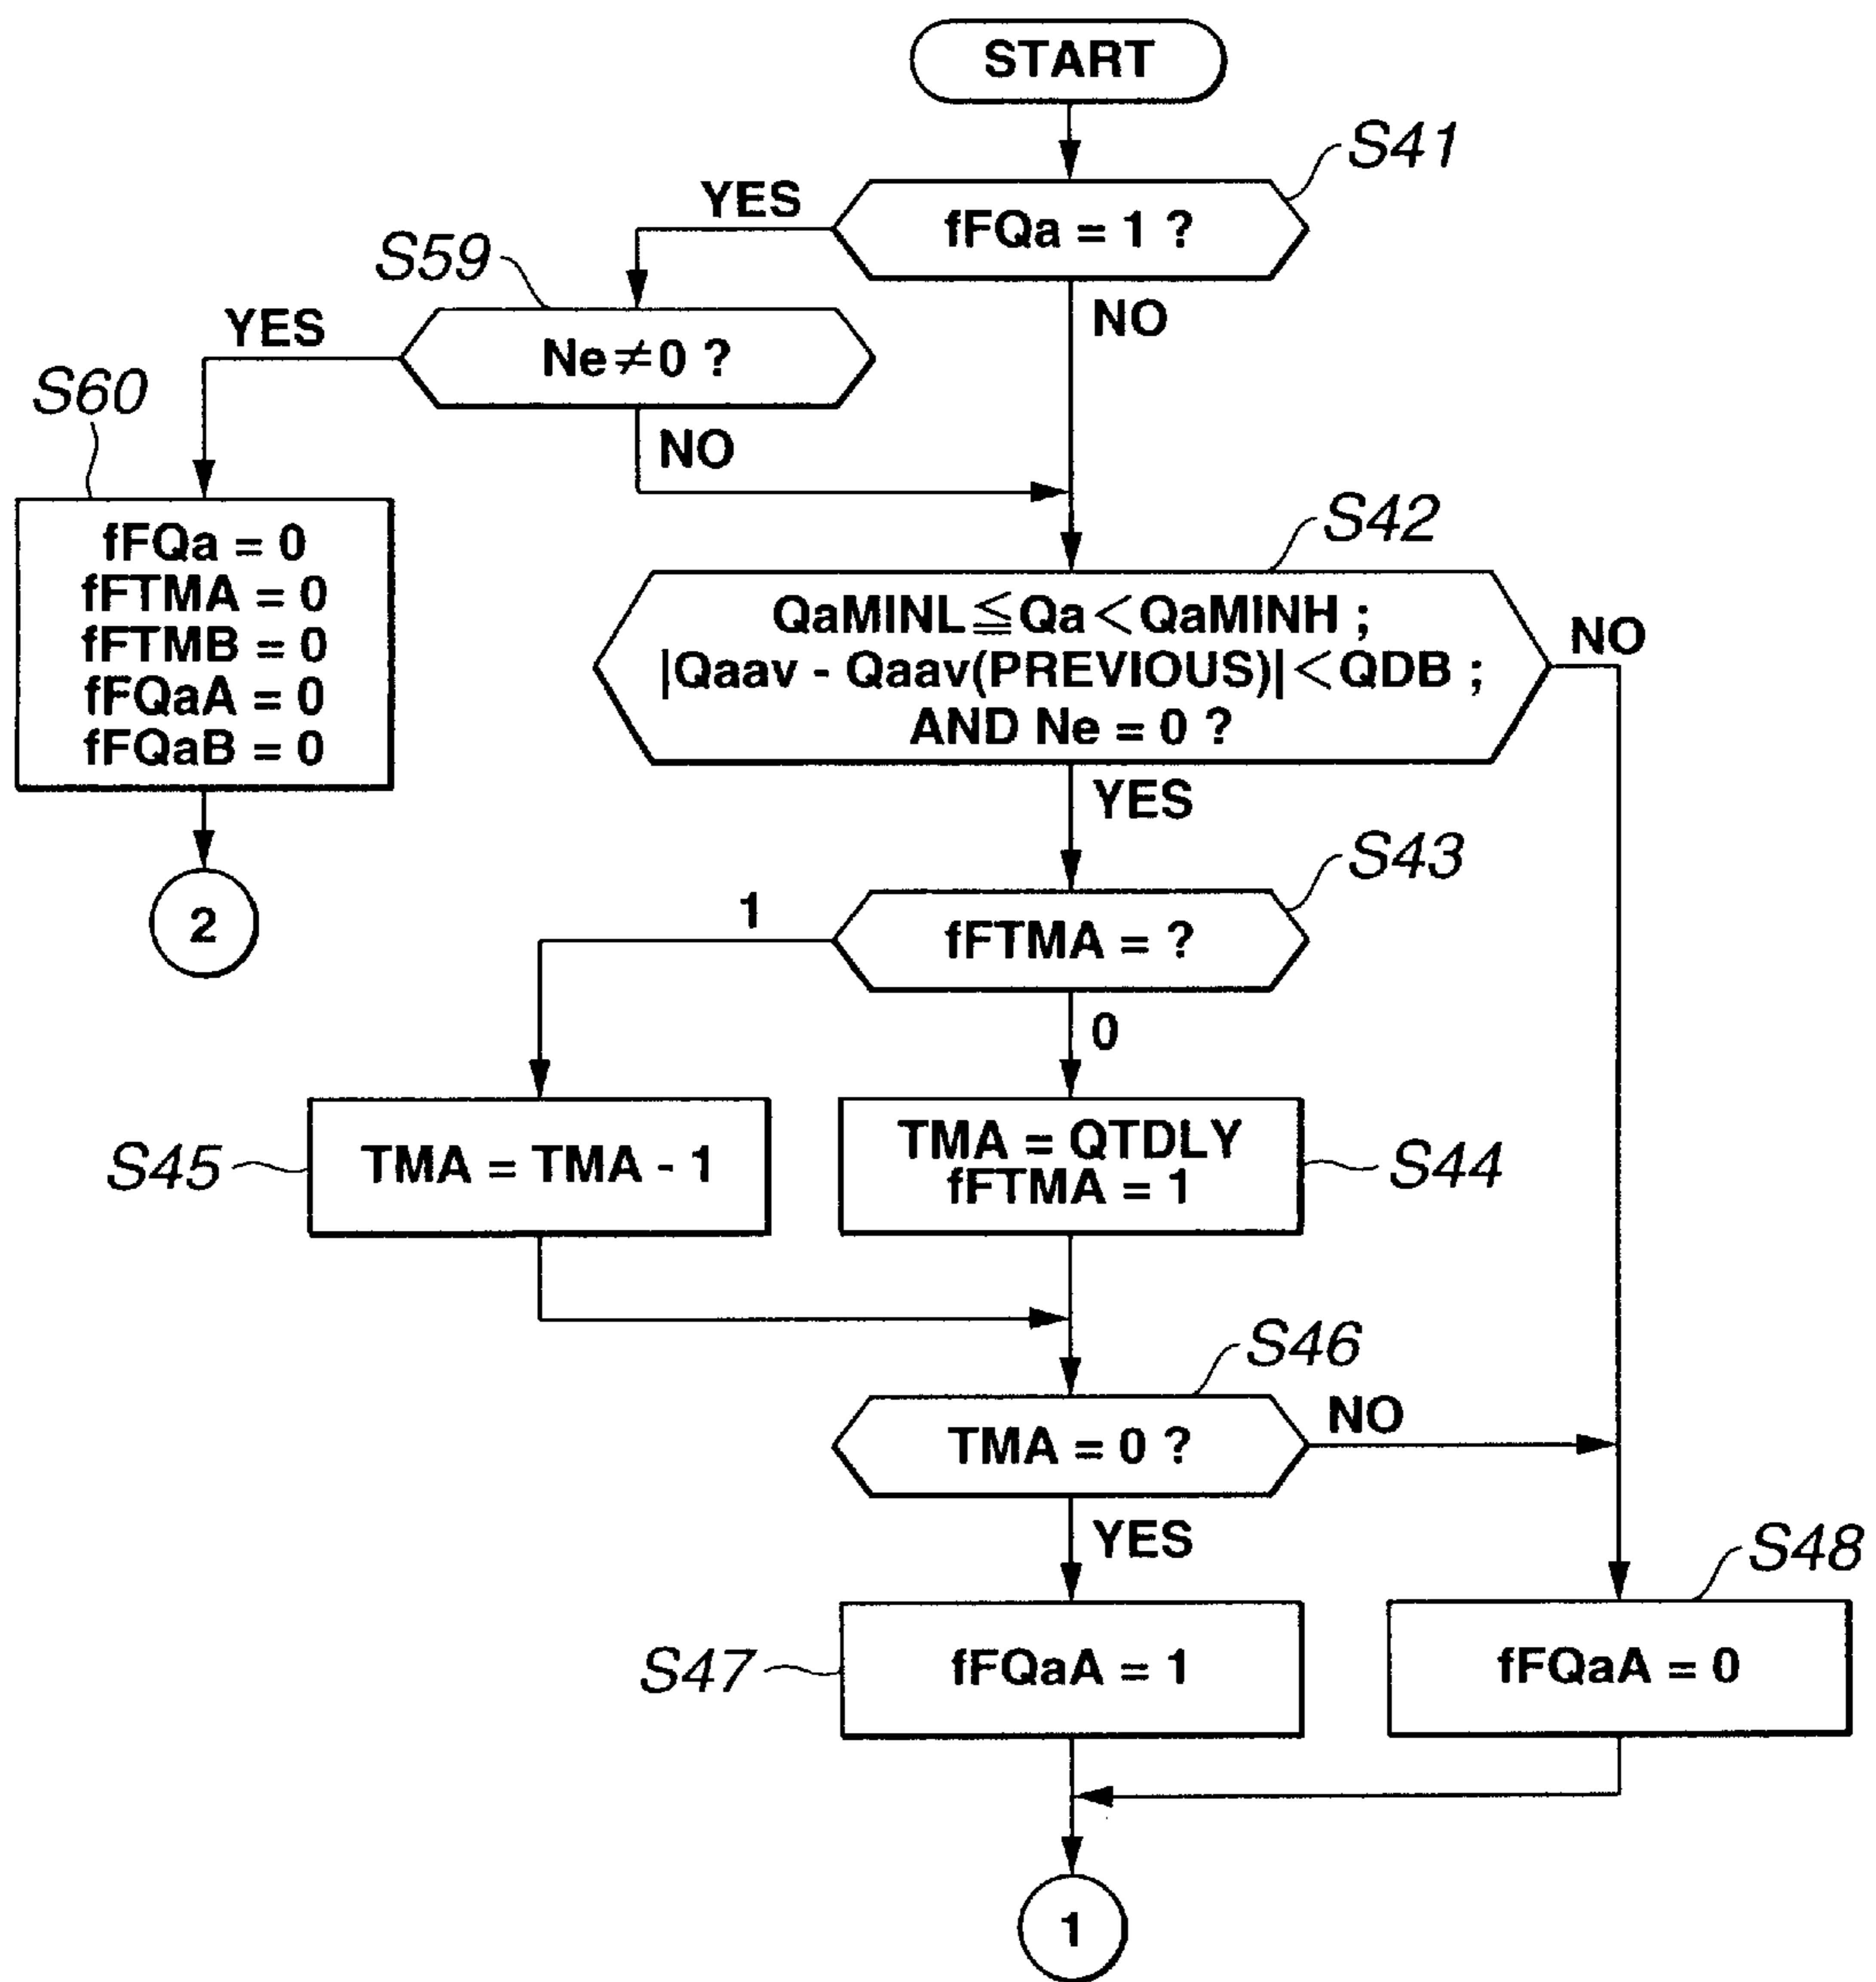 START
S41
YES
fFQa = 1 ?
S59
NO
YES
Ne≠0 ?
S60
NO
S42
fFQa = 0
fFTMA = 0
fFTMB = 0
fFQaA = 0
fFQaB = 0
QaMINL≦Qa<QaMINH ;
|Qaav - Qaav(PREVIOUS)|<QDB ;
AND Ne = 0 ?
NO
YES
S43
2
1
fFTMA = ?
0
S45
TMA = TMA - 1
TMA = QTDLY
fFTMA = 1
S44
S46
NO
TMA = 0 ?
YES
S48
S47
fFQaA = 1
fFQaA = 0
1